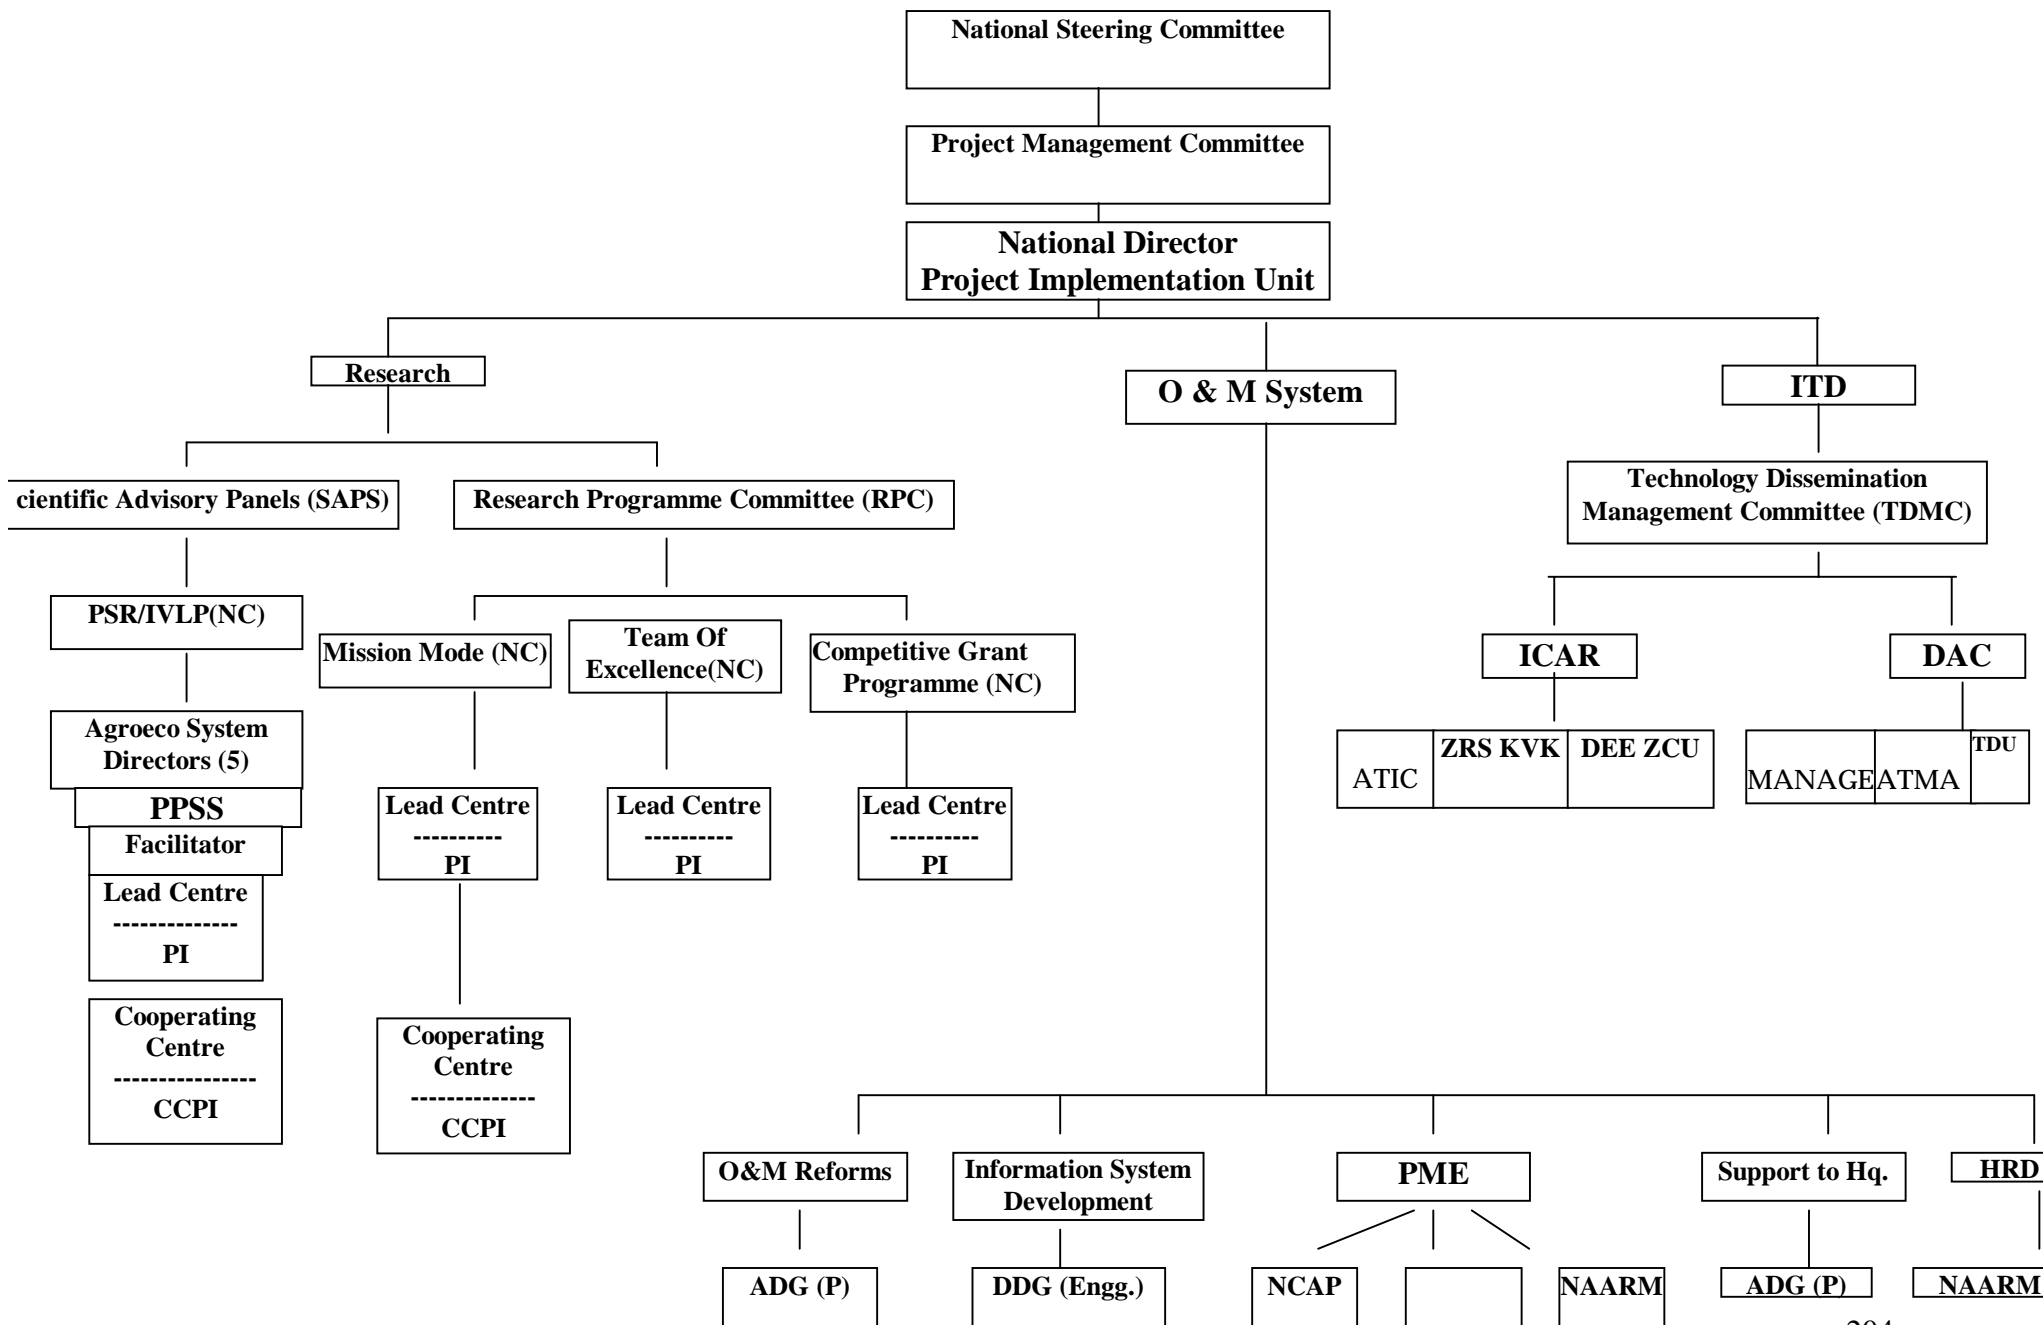 National Steering Committee
Project Management Committee
National Director
Project Implementation Unit
Research
O & M System
ITD
cientific Advisory Panels (SAPS)
Research Programme Committee (RPC)
Technology Dissemination
Management Committee (TDMC)
PSR/IVLP(NC)
Mission Mode (NC)
Team Of
Excellence(NC)
Competitive Grant
Programme (NC)
ICAR
DAC
Agroeco System
Directors (5)
PPSS
Facilitator
Lead Centre
---------------
PI
Cooperating
Centre
-----------------
CCPI
Lead Centre
----------
PI
Cooperating
Centre
---------------
CCPI
Lead Centre
----------
PI
Lead Centre
----------
PI
ATIC
ZRS KVK
DEE ZCU
MANAGE
ATMA
TDU
O&M Reforms
Information System
Development
PME
Support to Hq.
HRD
ADG (P)
DDG (Engg.)
NCAP
NAARM
ADG (P)
NAARM